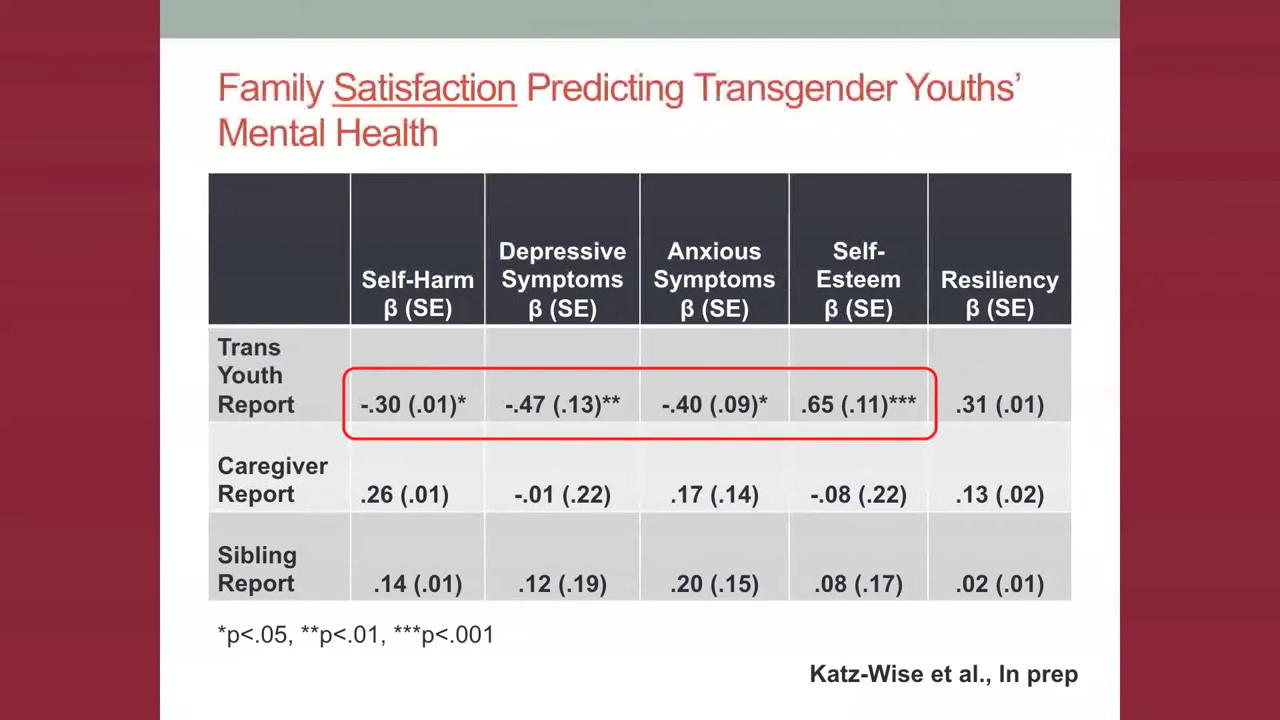 Family Satisfaction Predicting Transgender Youths’
Mental Health
Self-Harm
β (SE)
Depressive
Symptoms
β (SE)
Anxious
Symptoms
β (SE)
Self-
Esteem
β (SE)
Resiliency
β (SE)
Trans
Youth
Report -.30 (.01)* -.47 (.13)** -.40 (.09)* .65 (.11)*** .31 (.01)
Caregiver
Report .26 (.01) -.01 (.22) .17 (.14) -.08 (.22) .13 (.02)
Sibling
Report .14 (.01) .12 (.19) .20 (.15) .08 (.17) .02 (.01)
*p<.05, **p<.01, ***p<.001
Katz-Wise et al., In prep